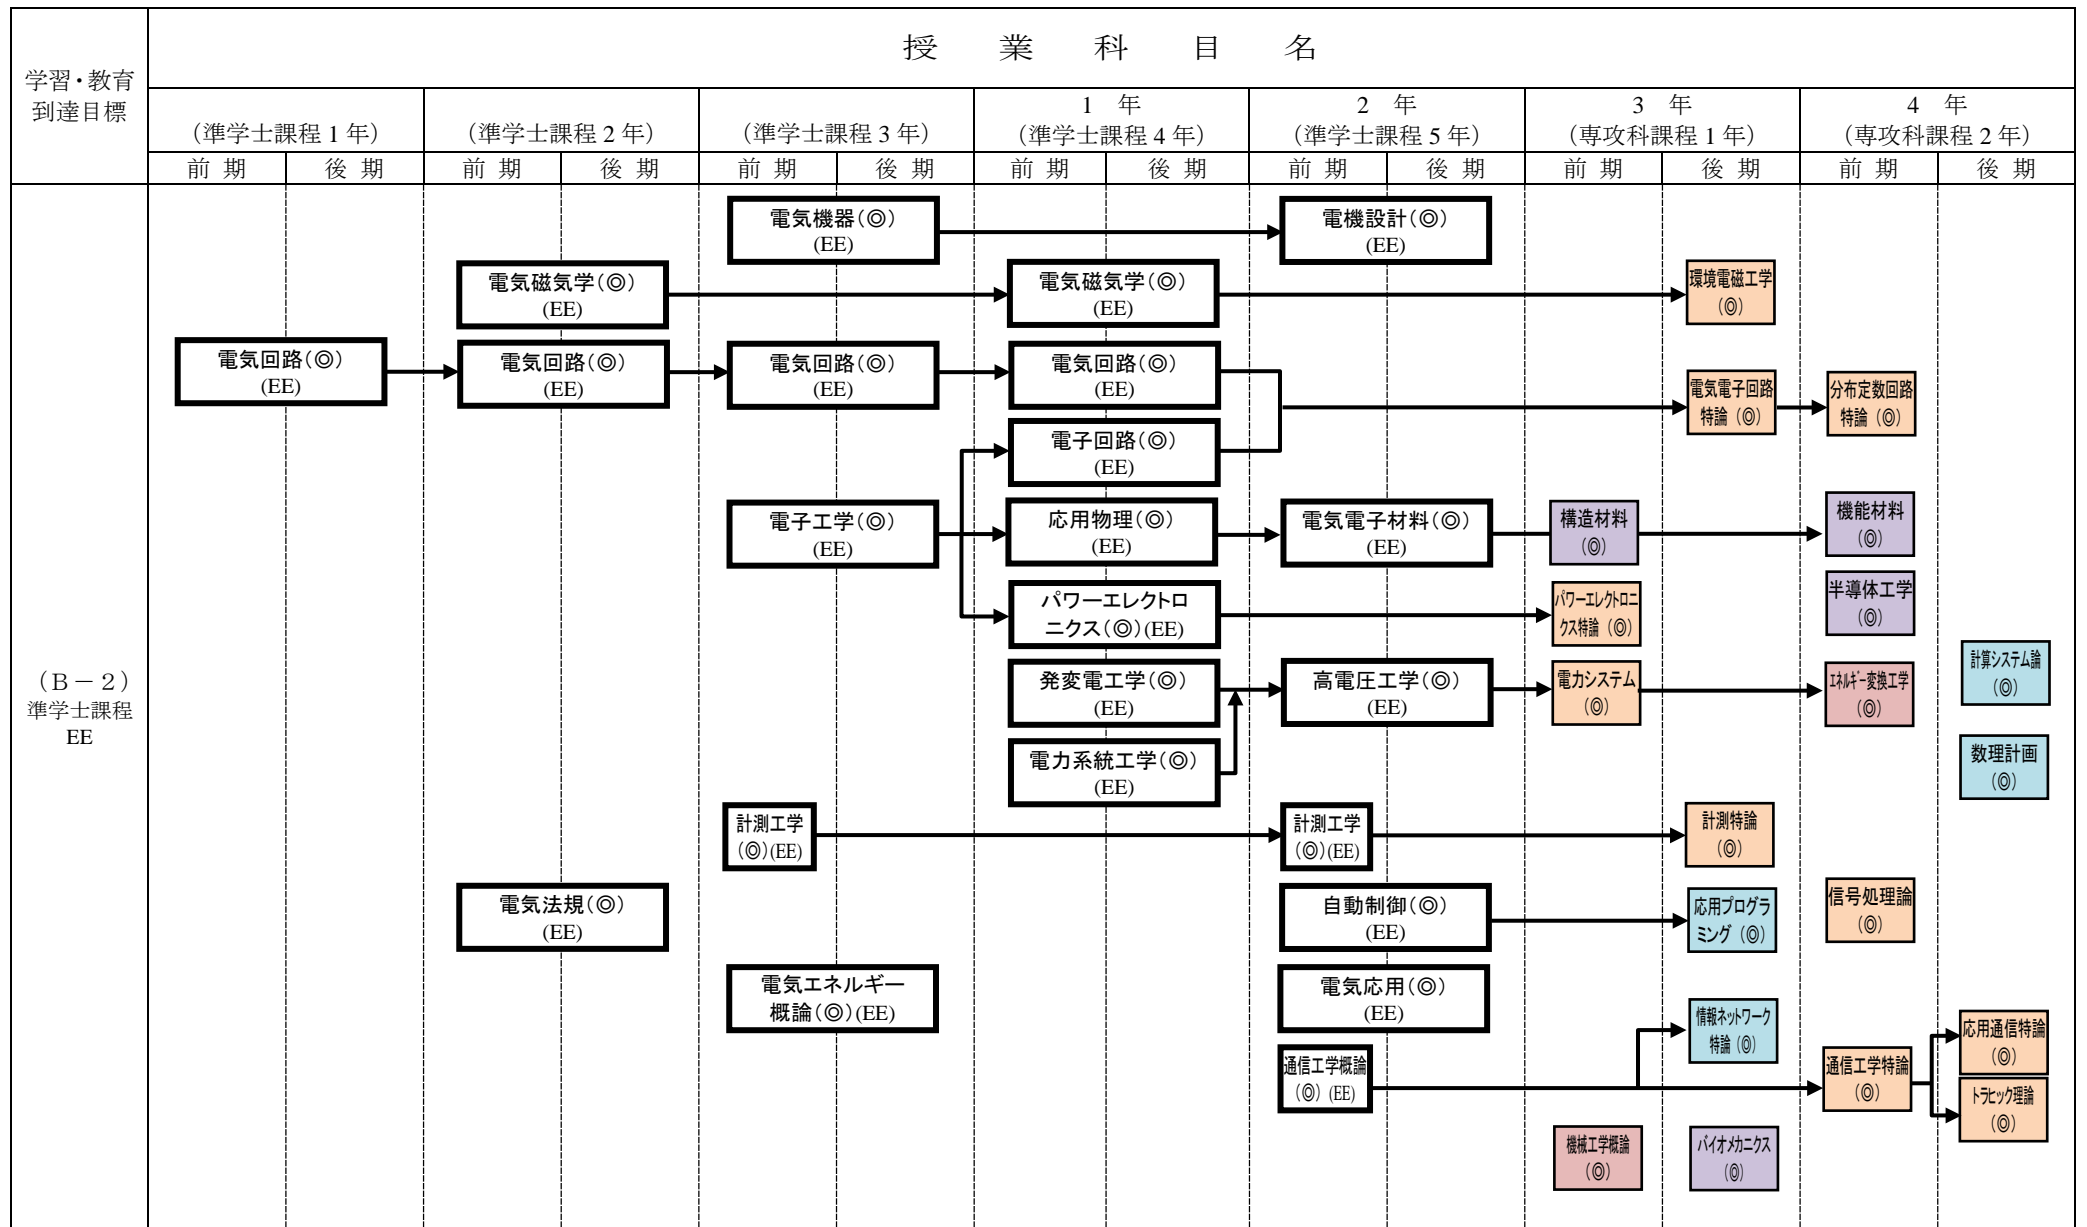 授業科目名
学習・教育
到達目標
(準学士課程 1 年)
(準学士課程 2 年)
(準学士課程 3 年)
1 年
(準学士課程 4 年)
2 年
(準学士課程 5 年)
3 年
(専攻科課程 1 年)
4 年
(専攻科課程 2 年)
前 期
後 期
前 期
後 期
前 期
後 期
前 期
後 期
前 期
後 期
前 期
後 期
前 期
後 期
(B-2)
準学士課程
EE
電気機器(◎)
(EE)
電機設計(◎)
(EE)
電気磁気学(◎)
(EE)
電気磁気学(◎)
(EE)
環境電磁工学
(◎)
電気回路(◎)
(EE)
電気回路(◎)
(EE)
電気回路(◎)
(EE)
電気回路(◎)
(EE)
電気電子回路
特論(◎)
分布定数回路
特論(◎)
電子回路(◎)
(EE)
電子工学(◎)
(EE)
応用物理(◎)
(EE)
電気電子材料(◎)
(EE)
構造材料
(◎)
機能材料
(◎)
パワーエレクトロ
ニクス(◎)(EE)
パワーエレクトロニ
クス特論(◎)
半導体工学
(◎)
発変電工学(◎)
(EE)
高電圧工学(◎)
(EE)
電力システム
(◎)
エネルギー変換工学
(◎)
計算システム論
(◎)
電力系統工学(◎)
(EE)
数理計画
(◎)
計測工学
(◎)(EE)
計測工学
(◎)(EE)
計測特論
(◎)
電気法規(◎)
(EE)
自動制御(◎)
(EE)
応用プログラ
ミング(◎)
信号処理論
(◎)
電気エネルギー
概論(◎)(EE)
電気応用(◎)
(EE)
情報ネットワーク
特論(◎)
応用通信特論
(◎)
通信工学概論
(◎)(EE)
通信工学特論
(◎)
トラヒック理論
(◎)
機械工学概論
(◎)
バイオメカニクス
(◎)